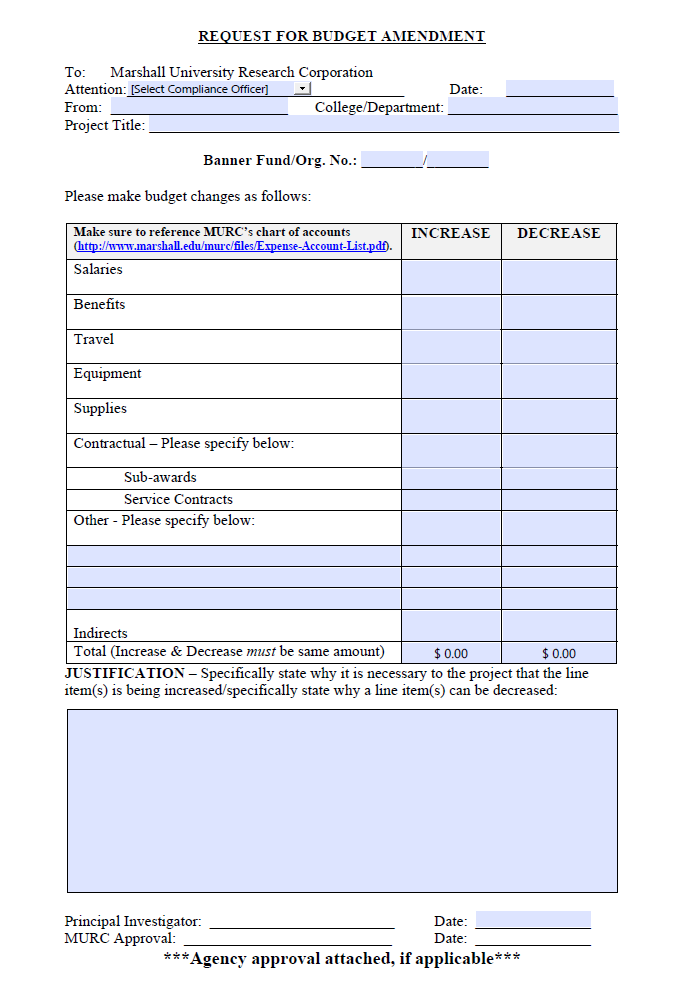 REQUEST FOR BUDGET AMENDMENT
To: Marshall University Research Corporation
Attention: [Select Compliance Officer] Date:
From: College/Department:
Project Title:
Banner Fund/Org. No.: /
Please make budget changes as follows:
Make sure to reference MURC's chart of accounts INCREASE DECREASE
(http://www.marshall.edu/murc/files/Expense-Account-List.pdf).
Salaries
Benefits
Travel
Equipment
Supplies
Contractual – Please specify below:
Sub-awards
Service Contracts
Other - Please specify below:
Indirects
Total (Increase & Decrease must be same amount) $ 0.00 $ 0.00
JUSTIFICATION – Specifically state why it is necessary to the project that the line
item(s) is being increased/specifically state why a line item(s) can be decreased:
Principal Investigator: Date:
MURC Approval: Date:
***Agency approval attached, if applicable***